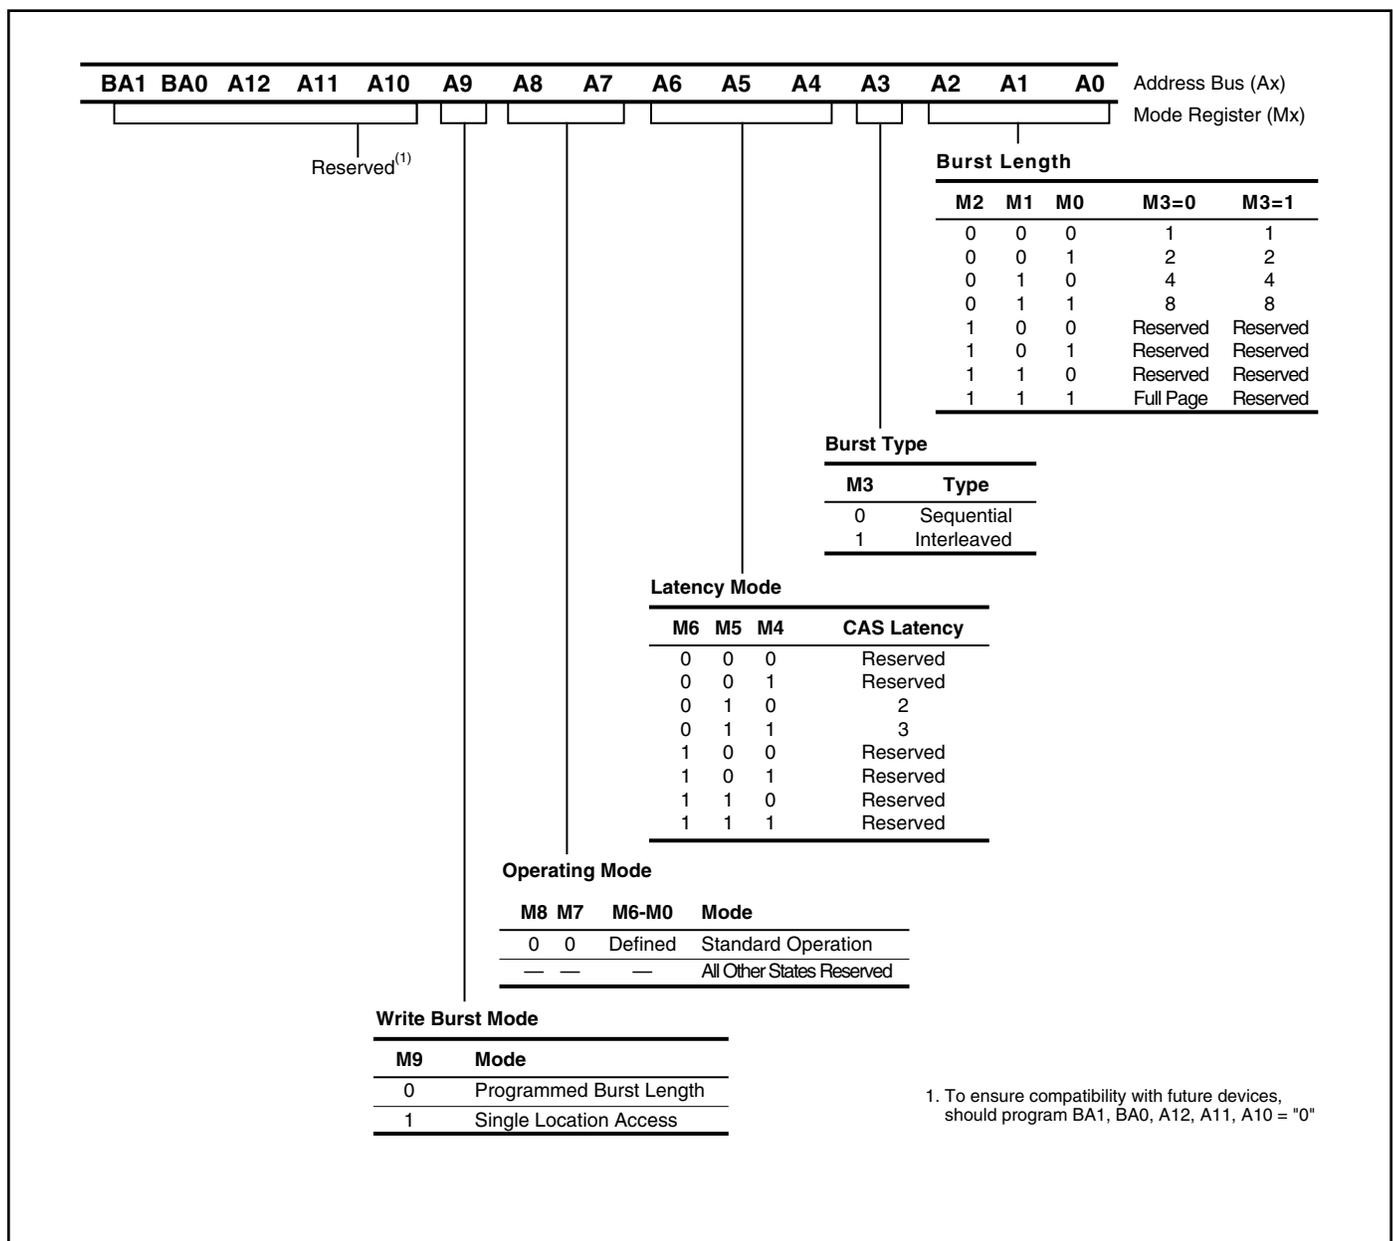 BA1 BA0 A12 A11 A10 A9 A8 A7 A6 A5 A4 A3 A2 A1 A0 Address Bus (Ax)
Mode Register (Mx)
Reserved(1)
Burst Length
M2 M1 M0 M3=0 M3=1
0 0 0 1 1
0 0 1 2 2
0 1 0 4 4
0 1 1 8 8
1 0 0 Reserved Reserved
1 0 1 Reserved Reserved
1 1 0 Reserved Reserved
1 1 1 Full Page Reserved
Burst Type
M3 Type
0 Sequential
1 Interleaved
Latency Mode
M6 M5 M4 CAS Latency
0 0 0 Reserved
0 0 1 Reserved
0 1 0 2
0 1 1 3
1 0 0 Reserved
1 0 1 Reserved
1 1 0 Reserved
1 1 1 Reserved
Operating Mode
M8 M7 M6-M0 Mode
0 0 Defined Standard Operation
— — — All Other States Reserved
Write Burst Mode
M9 Mode
0 Programmed Burst Length
1 Single Location Access
1. To ensure compatibility with future devices,
should program BA1, BA0, A12, A11, A10 = "0"